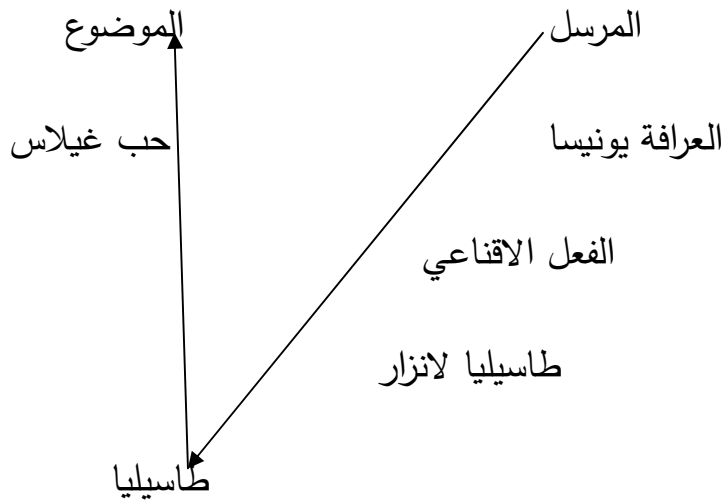 المرسل
الموضوع
العرافة يونيسا
حب غيلاس
الفعل الاقناعي
طاسيليا لانزار
طاسيليا